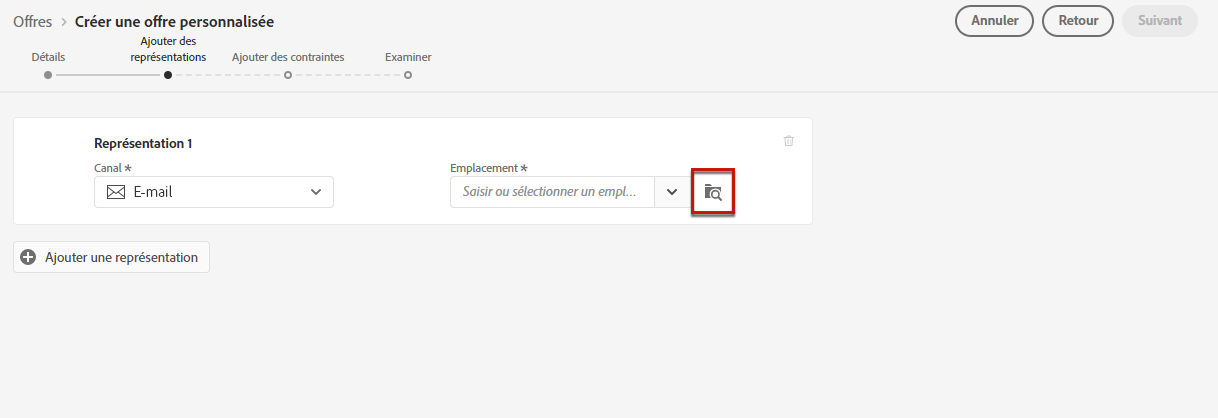 Offres > Créer une offre personnalisée
Annuler
Retour
Suivant
Détails
Ajouter des
représentations
Ajouter des contraintes
Examiner
Représentation 1
Canal *
Emplacement *
E-mail
Saisir ou sélectionner un empl...
Ajouter une représentation